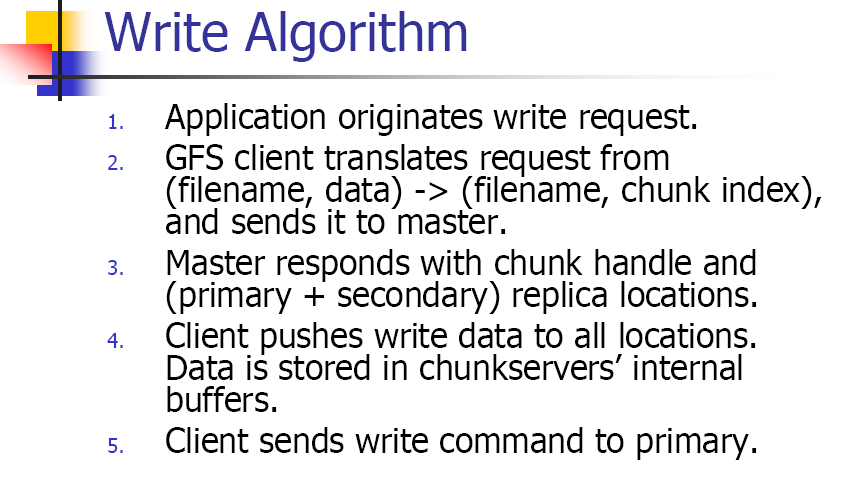 Write Algorithm
1. Application originates write request.
2. GFS client translates request from
(filename, data) -> (filename, chunk index),
and sends it to master.
3. Master responds with chunk handle and
(primary + secondary) replica locations.
4. Client pushes write data to all locations.
Data is stored in chunkservers’ internal
buffers.
5. Client sends write command to primary.